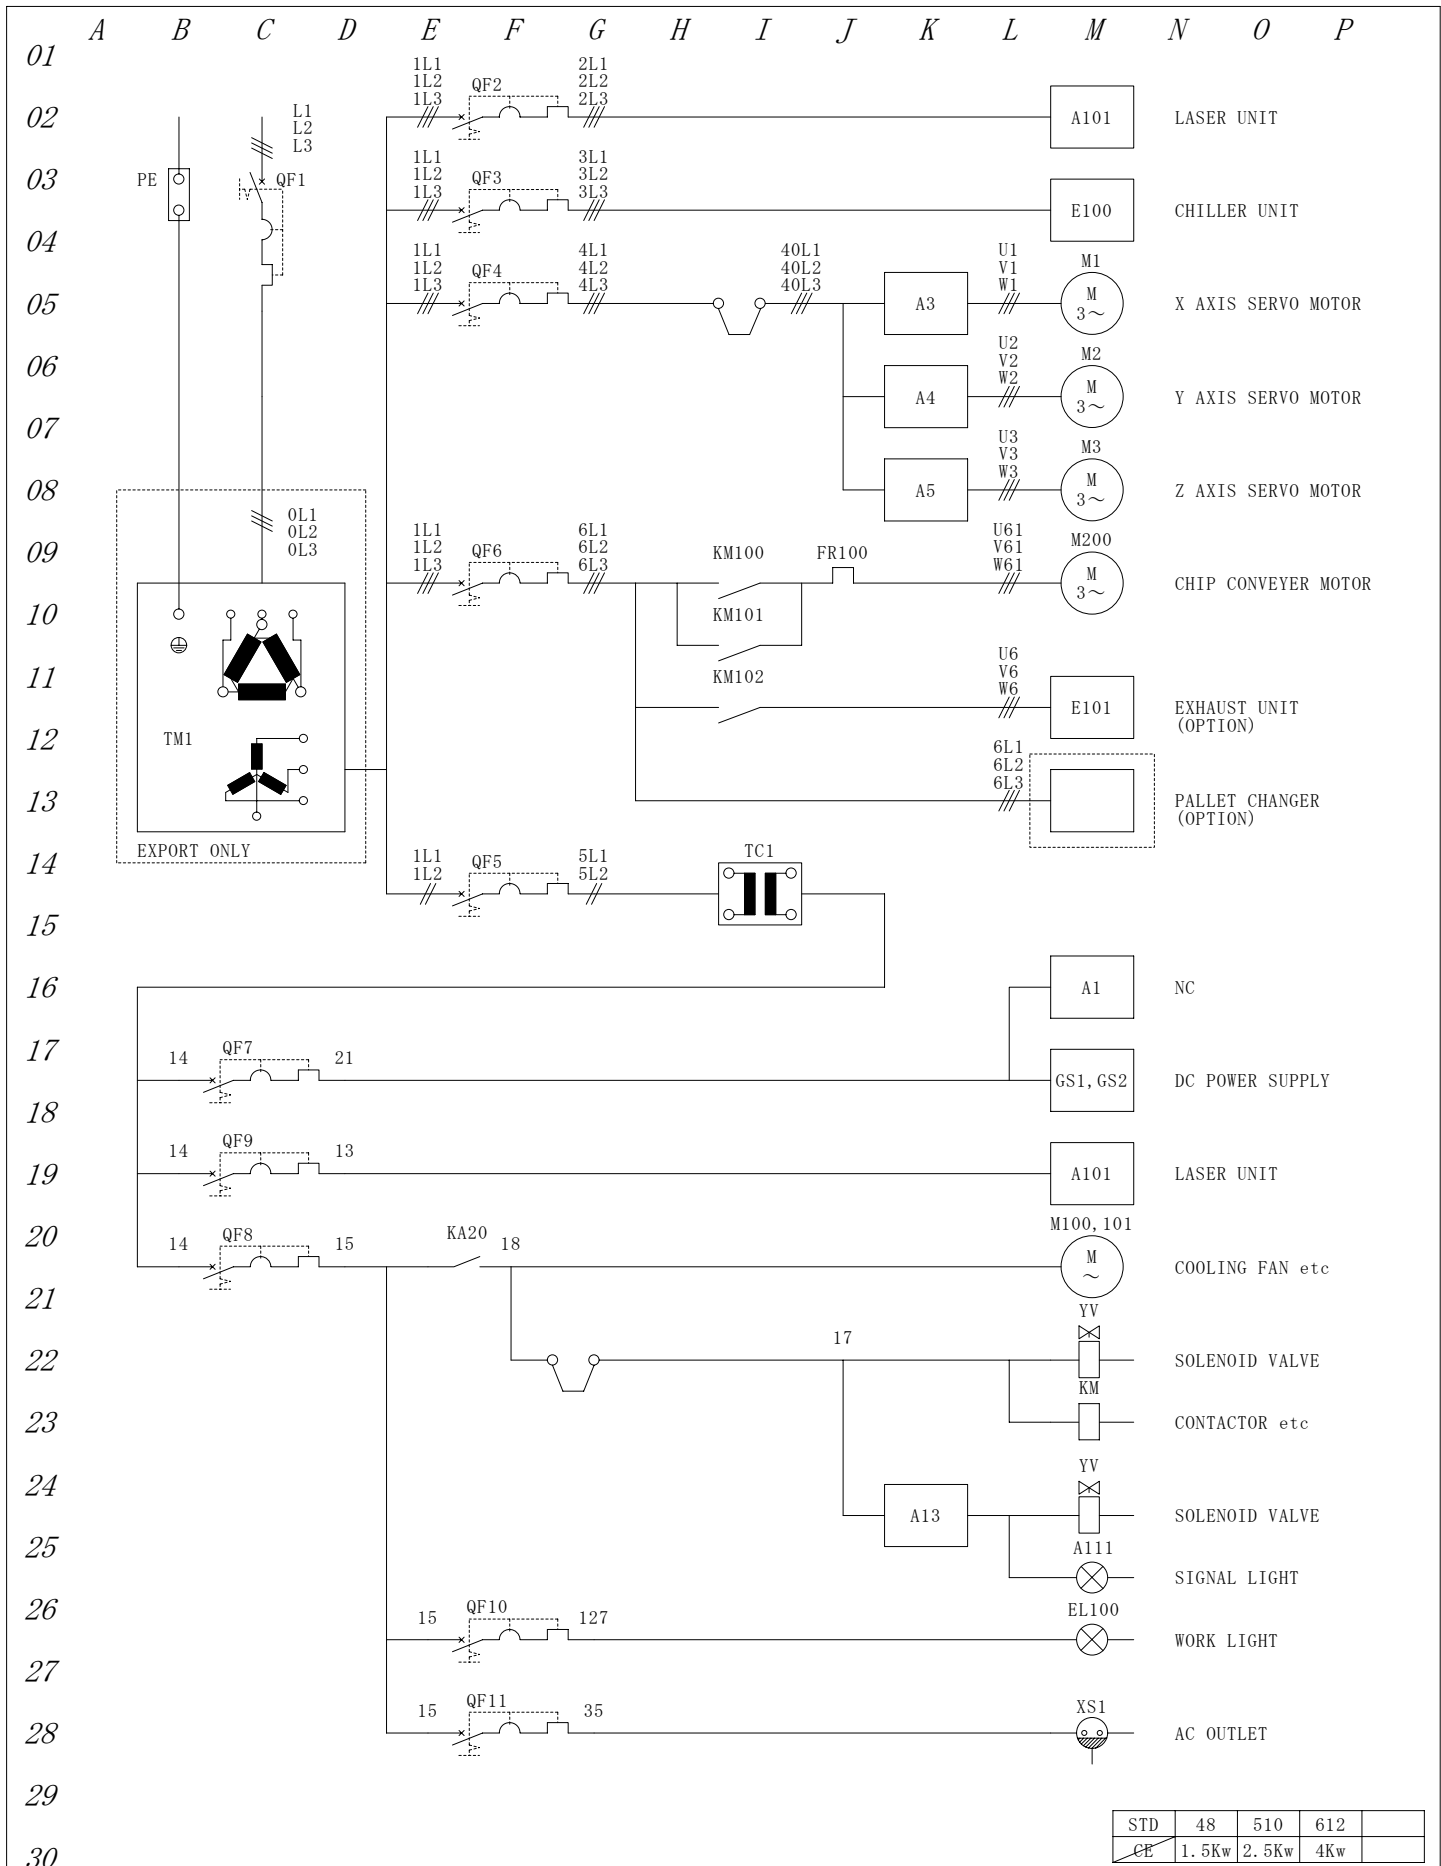 A B C D E F G H I J K L M N O P
01
1L1 2L1
1L2 QF2 2L2
1L3 2L3
02 L1 A101 LASER UNIT
L2
L3
1L1 3L1
1L2 3L2
03 PE QF1 QF3 E100 CHILLER UNIT
1L3 3L3
04
1L1 4L1 40L1 U1
1L2 QF4 4L2 40L2 V1 M1
1L3 4L3 40L3 W1
05 A3 M 3~ X AXIS SERVO MOTOR
U2
06 V2 M2
W2
A4 M 3~ Y AXIS SERVO MOTOR
07
U3
V3 M3
W3
08 A5 M 3~ Z AXIS SERVO MOTOR
0L1
0L2
0L3
1L1 6L1 U61
09 1L2 QF6 6L2 KM100 FR100 V61 M200
1L3 6L3 W61
M 3~ CHIP CONVEYER MOTOR
10 KM101
U6
11 KM102 V6
W6
E101 EXHAUST UNIT
(OPTION)
12 TM1
6L1
6L2
6L3
13 PALLET CHANGER
(OPTION)
EXPORT ONLY
14 1L1 QF5 5L1 TC1
1L2 5L2
15
16 A1 NC
17 14 QF7 21
GS1,GS2 DC POWER SUPPLY
18
14 QF9 13
19 A101 LASER UNIT
20 14 QF8 15 KA20 18 M100,101
M ~ COOLING FAN etc
21
YV
17
22 SOLENOID VALVE
KM
23 CONTACTOR etc
24 YV
A13 SOLENOID VALVE
25 A111
SIGNAL LIGHT
26 15 QF10 127 EL100
WORK LIGHT
27
15 QF11 35 XS1
28 AC OUTLET
29
STD 48 510 612
CE 1.5Kw 2.5Kw 4Kw
30